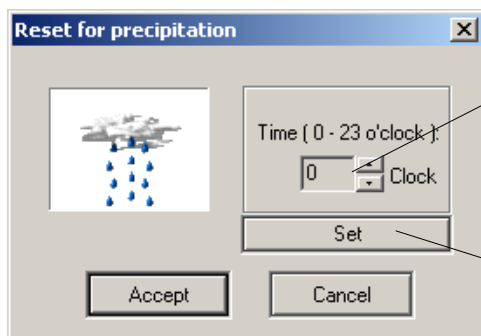 Reset for precipitation
Time ( 0 - 23 o'clock ):
0 Clock
Set
Accept Cancel